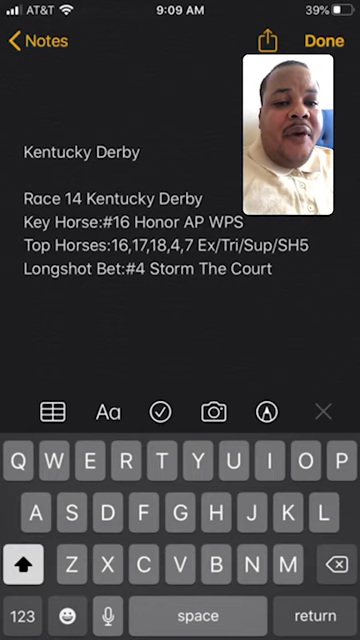 AT&T 9:09 AM 39%
Notes Done
Kentucky Derby
Race 14 Kentucky Derby
Key Horse:#16 Honor AP WPS
Top Horses:16,17,18,4,7 Ex/Tri/Sup/SH5
Longshot Bet:#4 Storm The Court
Aa
Q W E R T Y U I O P
A S D F G H J K L
Z X C V B N M
123 space return